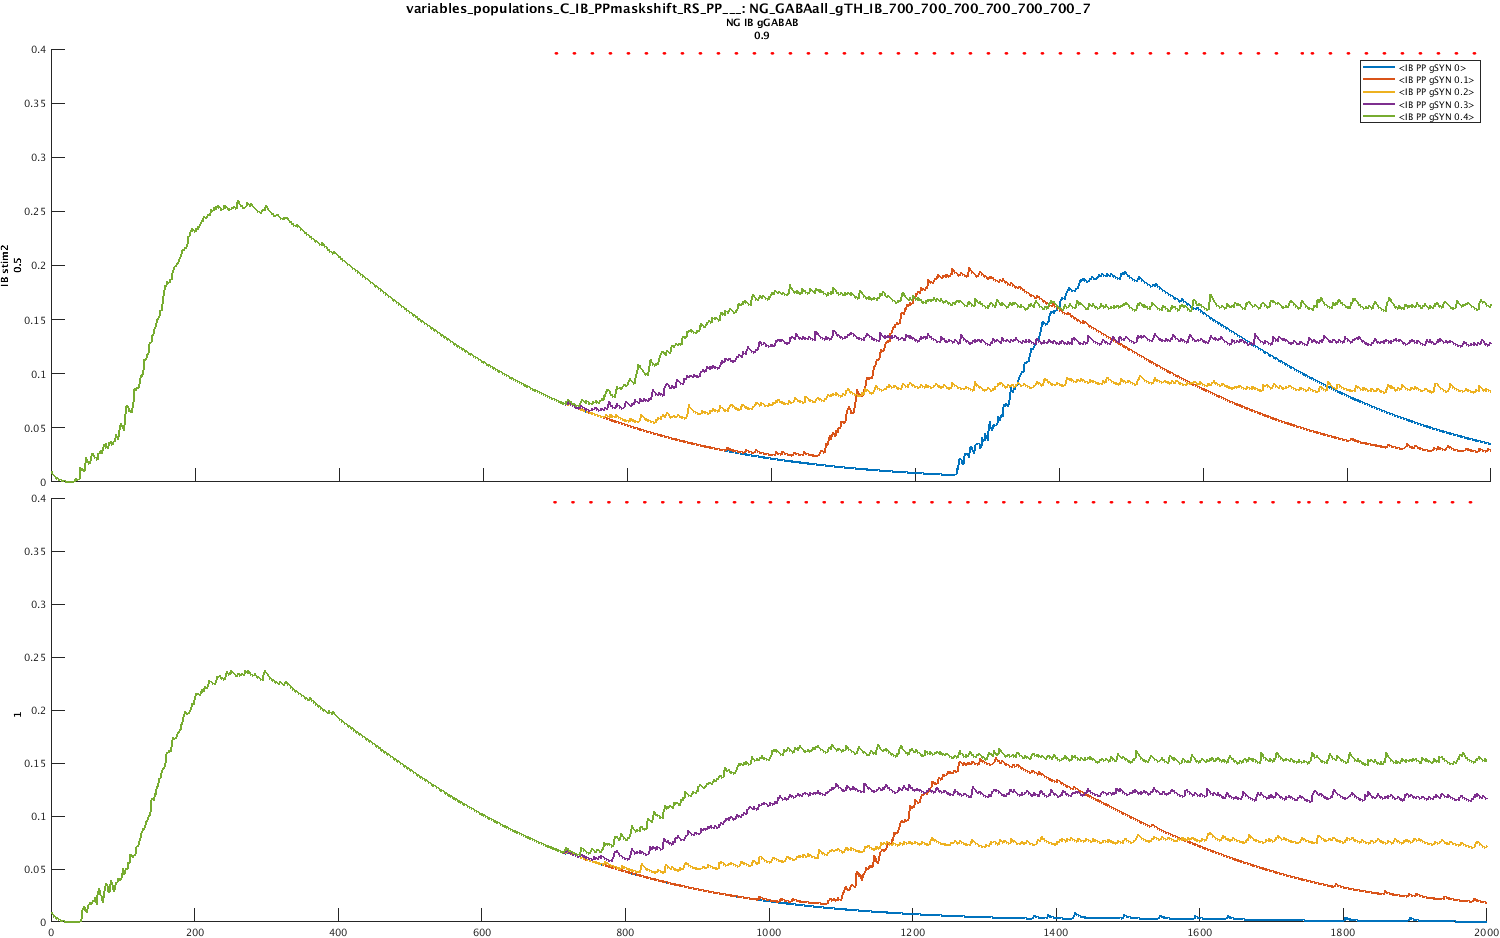 variables_populations_C_IB_PPmaskshift_RS_PP___: NG_GABAall_gTH_IB_700_700_700_700_700_700_7
NG IB gGABAB
0.9
0.4
0.35
0.3
0.25
0.2
0.15
0.1
0.05
0
IB stim2
0.5
<IB PP gSYN 0>
<IB PP gSYN 0.1>
<IB PP gSYN 0.2>
<IB PP gSYN 0.3>
<IB PP gSYN 0.4>
0.4
0.35
0.3
0.25
0.2
0.15
0.1
0.05
0
1
0 200 400 600 800 1000 1200 1400 1600 1800 2000